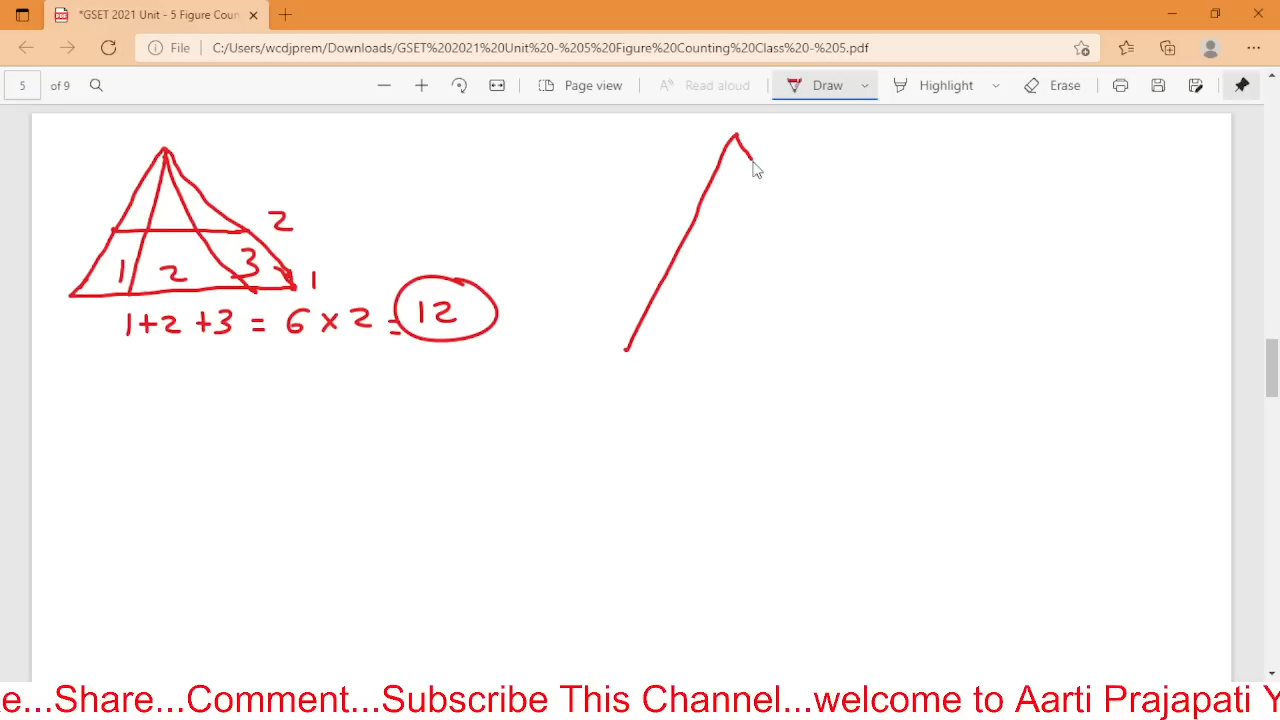 *GSET 2021 Unit - 5 Figure Coun
File
C:/Users/wcdjprem/Downloads/GSET%202021%20Unit%20-%205%20Figure%20Counting%20Class%20-%205.pdf
5 of 9
Page view
Read aloud
Draw
Highlight
Erase
2
1 2 3 1
1+2+3 = 6 × 2 = 12
e...Share...Comment...Subscribe This Channel...welcome to Aarti Prajapati Y